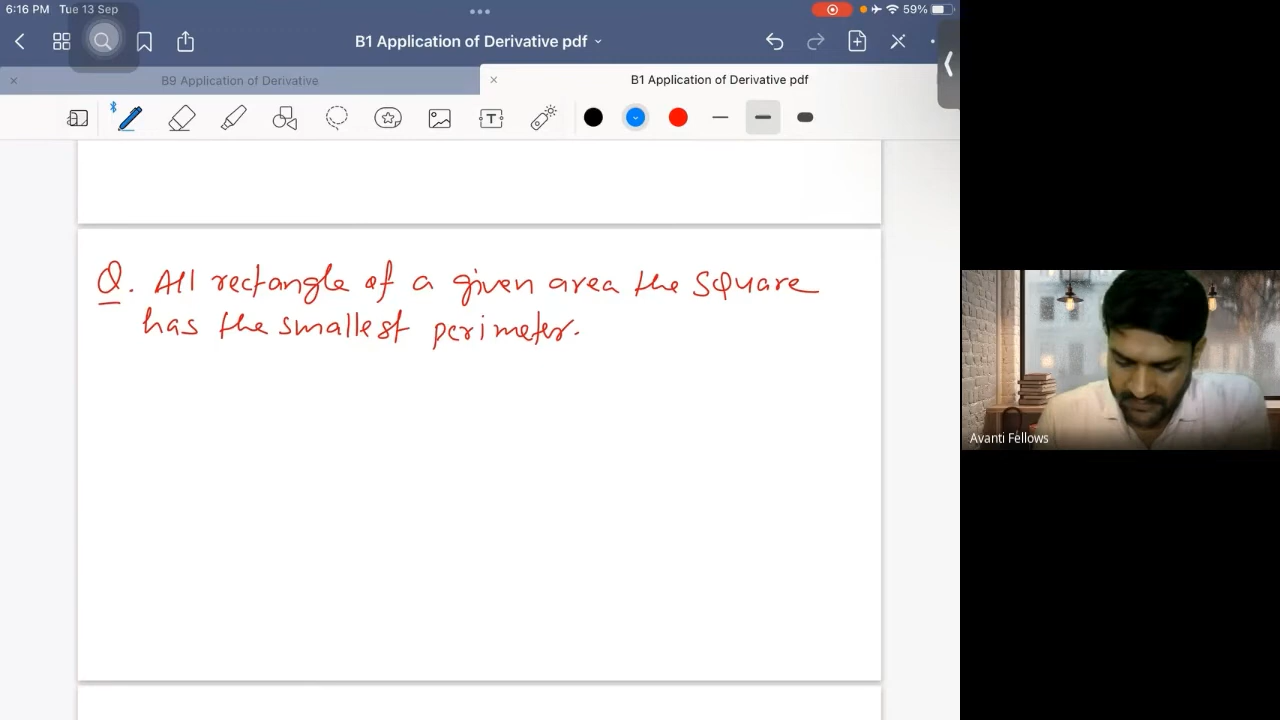 6:16 PM Tue 13 Sep
59%
B1 Application of Derivative pdf
B9 Application of Derivative
B1 Application of Derivative pdf
T
Q. All rectangle of a given area the square
has the smallest perimeter.
Avanti Fellows